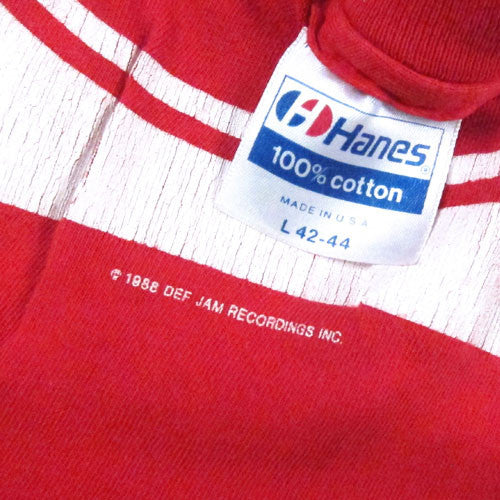 Hanes
100% cotton
MADE IN U S A
L 42-44
© 1988 DEF JAM RECORDINGS INC.